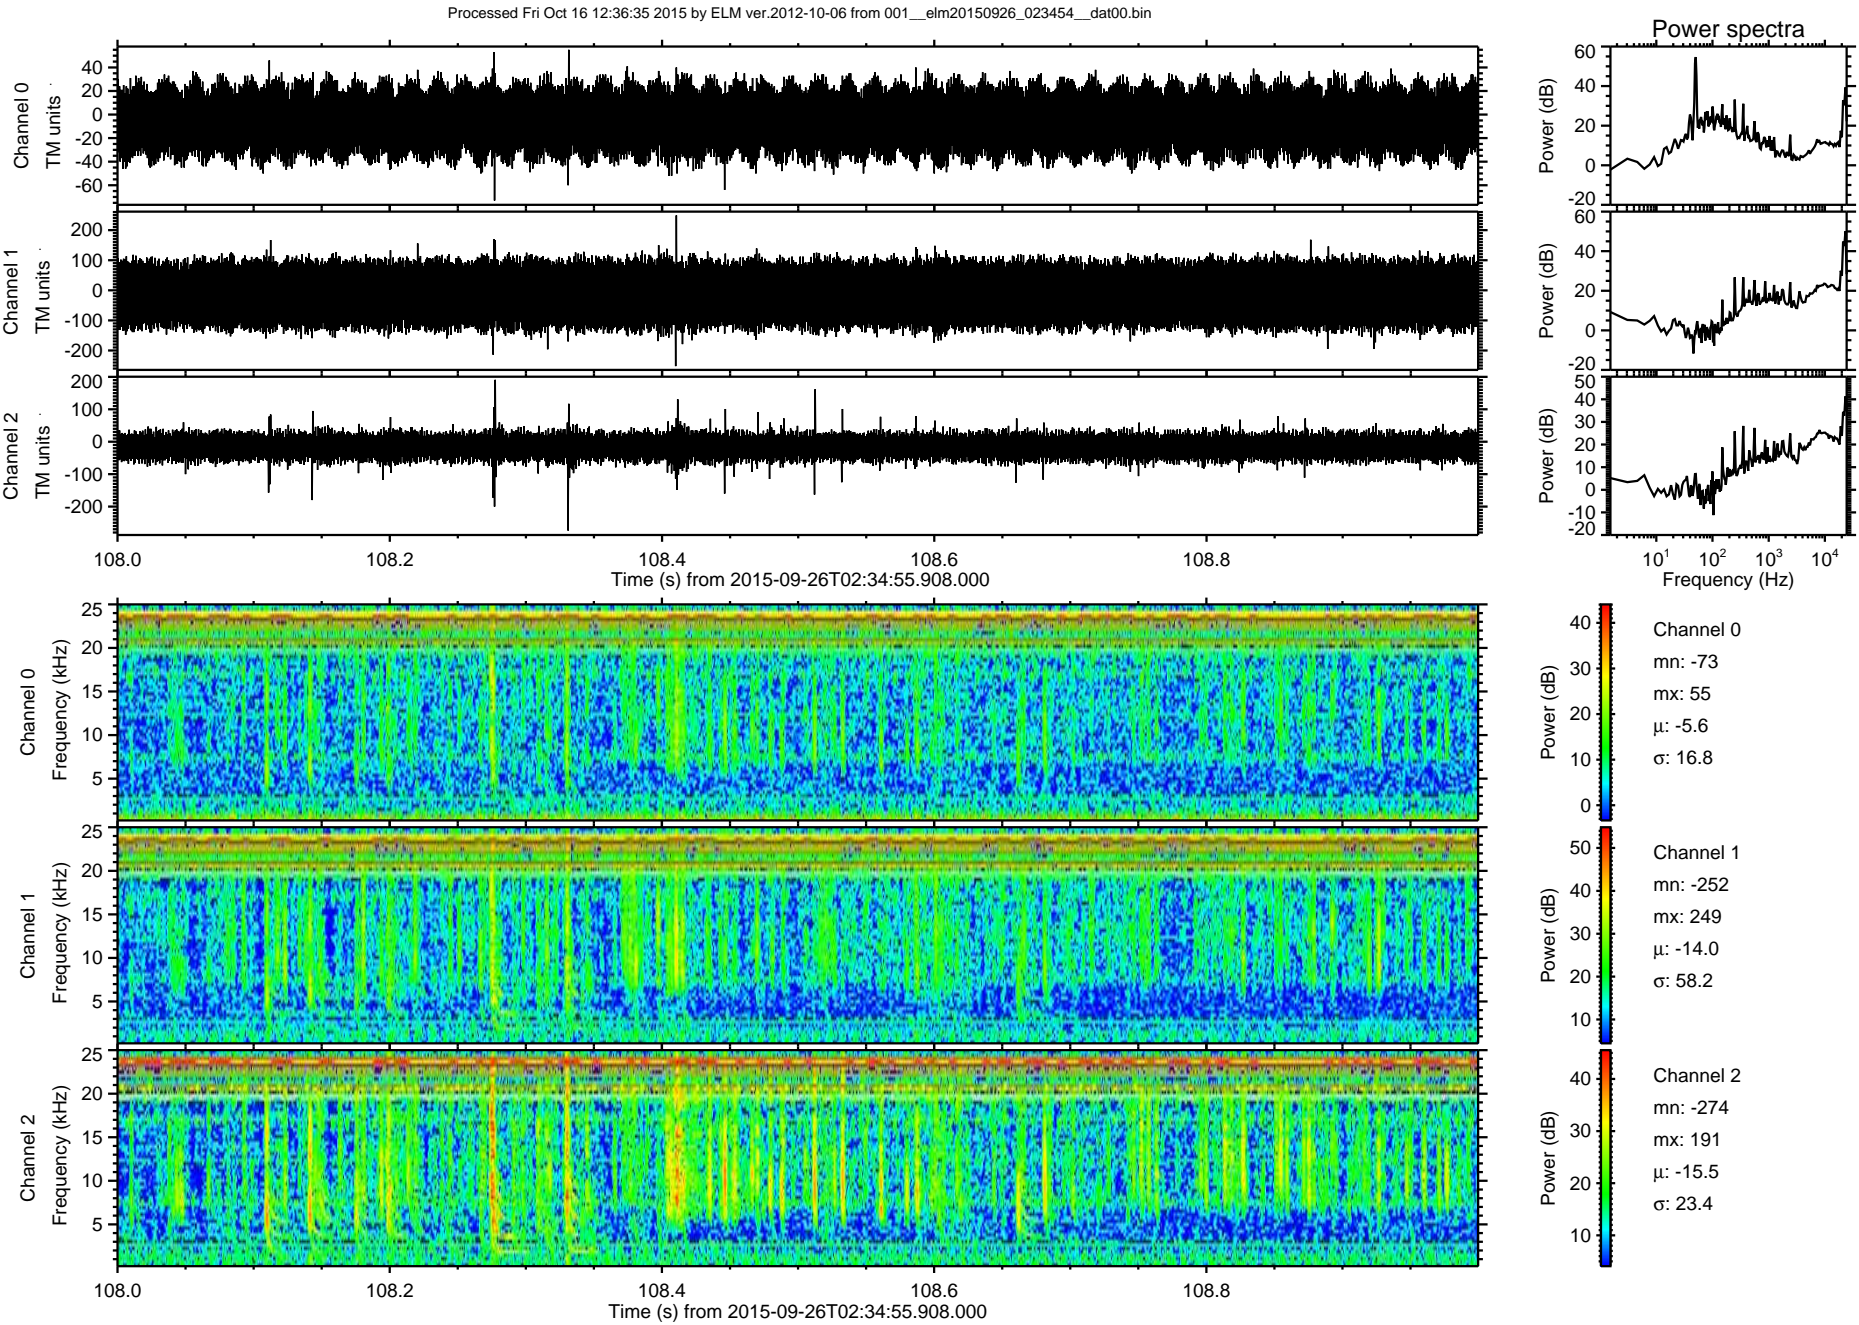 Processed Fri Oct 16 12:36:35 2015 by ELM ver.2012-10-06 from 001__elm20150926_023454__dat00.bin
Power spectra
Channel 0
TM units
40
20
0
-20
-40
-60
Power (dB)
60
40
20
0
-20
Channel 1
TM units
200
100
0
-100
-200
Power (dB)
60
40
20
0
-20
Channel 2
TM units
200
100
0
-100
-200
Power (dB)
50
40
30
20
10
0
-10
-20
108.0 108.2 108.4 108.6 108.8
Time (s) from 2015-09-26T02:34:55.908.000
10¹ 10² 10³ 10⁴
Frequency (Hz)
Channel 0
Frequency (kHz)
25
20
15
10
5
Power (dB)
40
30
20
10
0
Channel 0
mn: -73
mx: 55
μ: -5.6
σ: 16.8
Channel 1
Frequency (kHz)
25
20
15
10
5
Power (dB)
50
40
30
20
10
Channel 1
mn: -252
mx: 249
μ: -14.0
σ: 58.2
Channel 2
Frequency (kHz)
25
20
15
10
5
Power (dB)
40
30
20
10
Channel 2
mn: -274
mx: 191
μ: -15.5
σ: 23.4
108.0 108.2 108.4 108.6 108.8
Time (s) from 2015-09-26T02:34:55.908.000